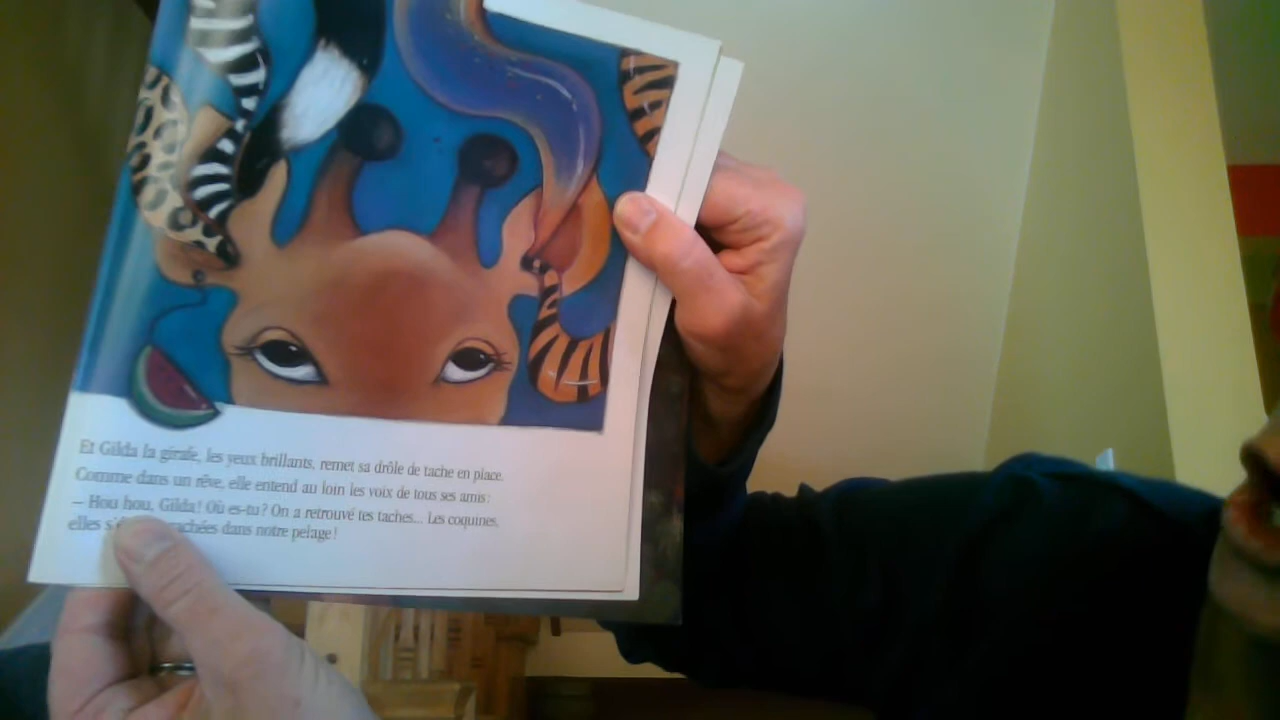 Et Gilda la girafe, les yeux brillants, remet sa drôle de tache en place.
Comme dans un rêve, elle entend au loin les voix de tous ses amis:
– Hou hou, Gilda! Où es-tu? On a retrouvé tes taches... Les coquines,
elles dans notre pelage!